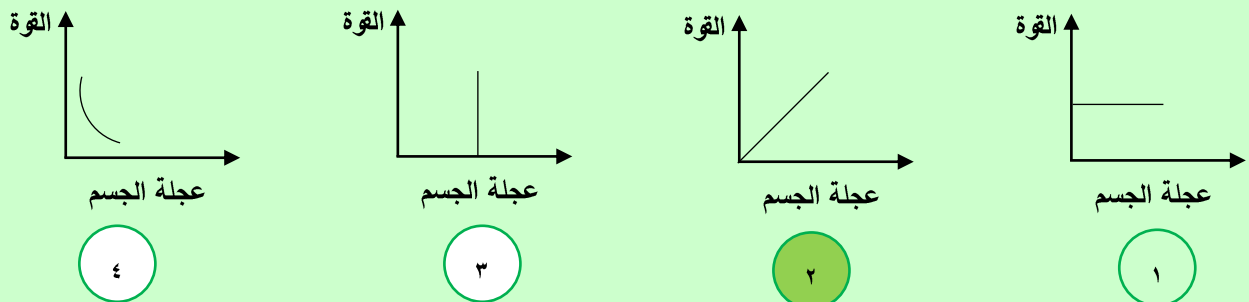 القوة
القوة
القوة
القوة
عجلة الجسم
عجلة الجسم
عجلة الجسم
عجلة الجسم
١
٢
٣
٤